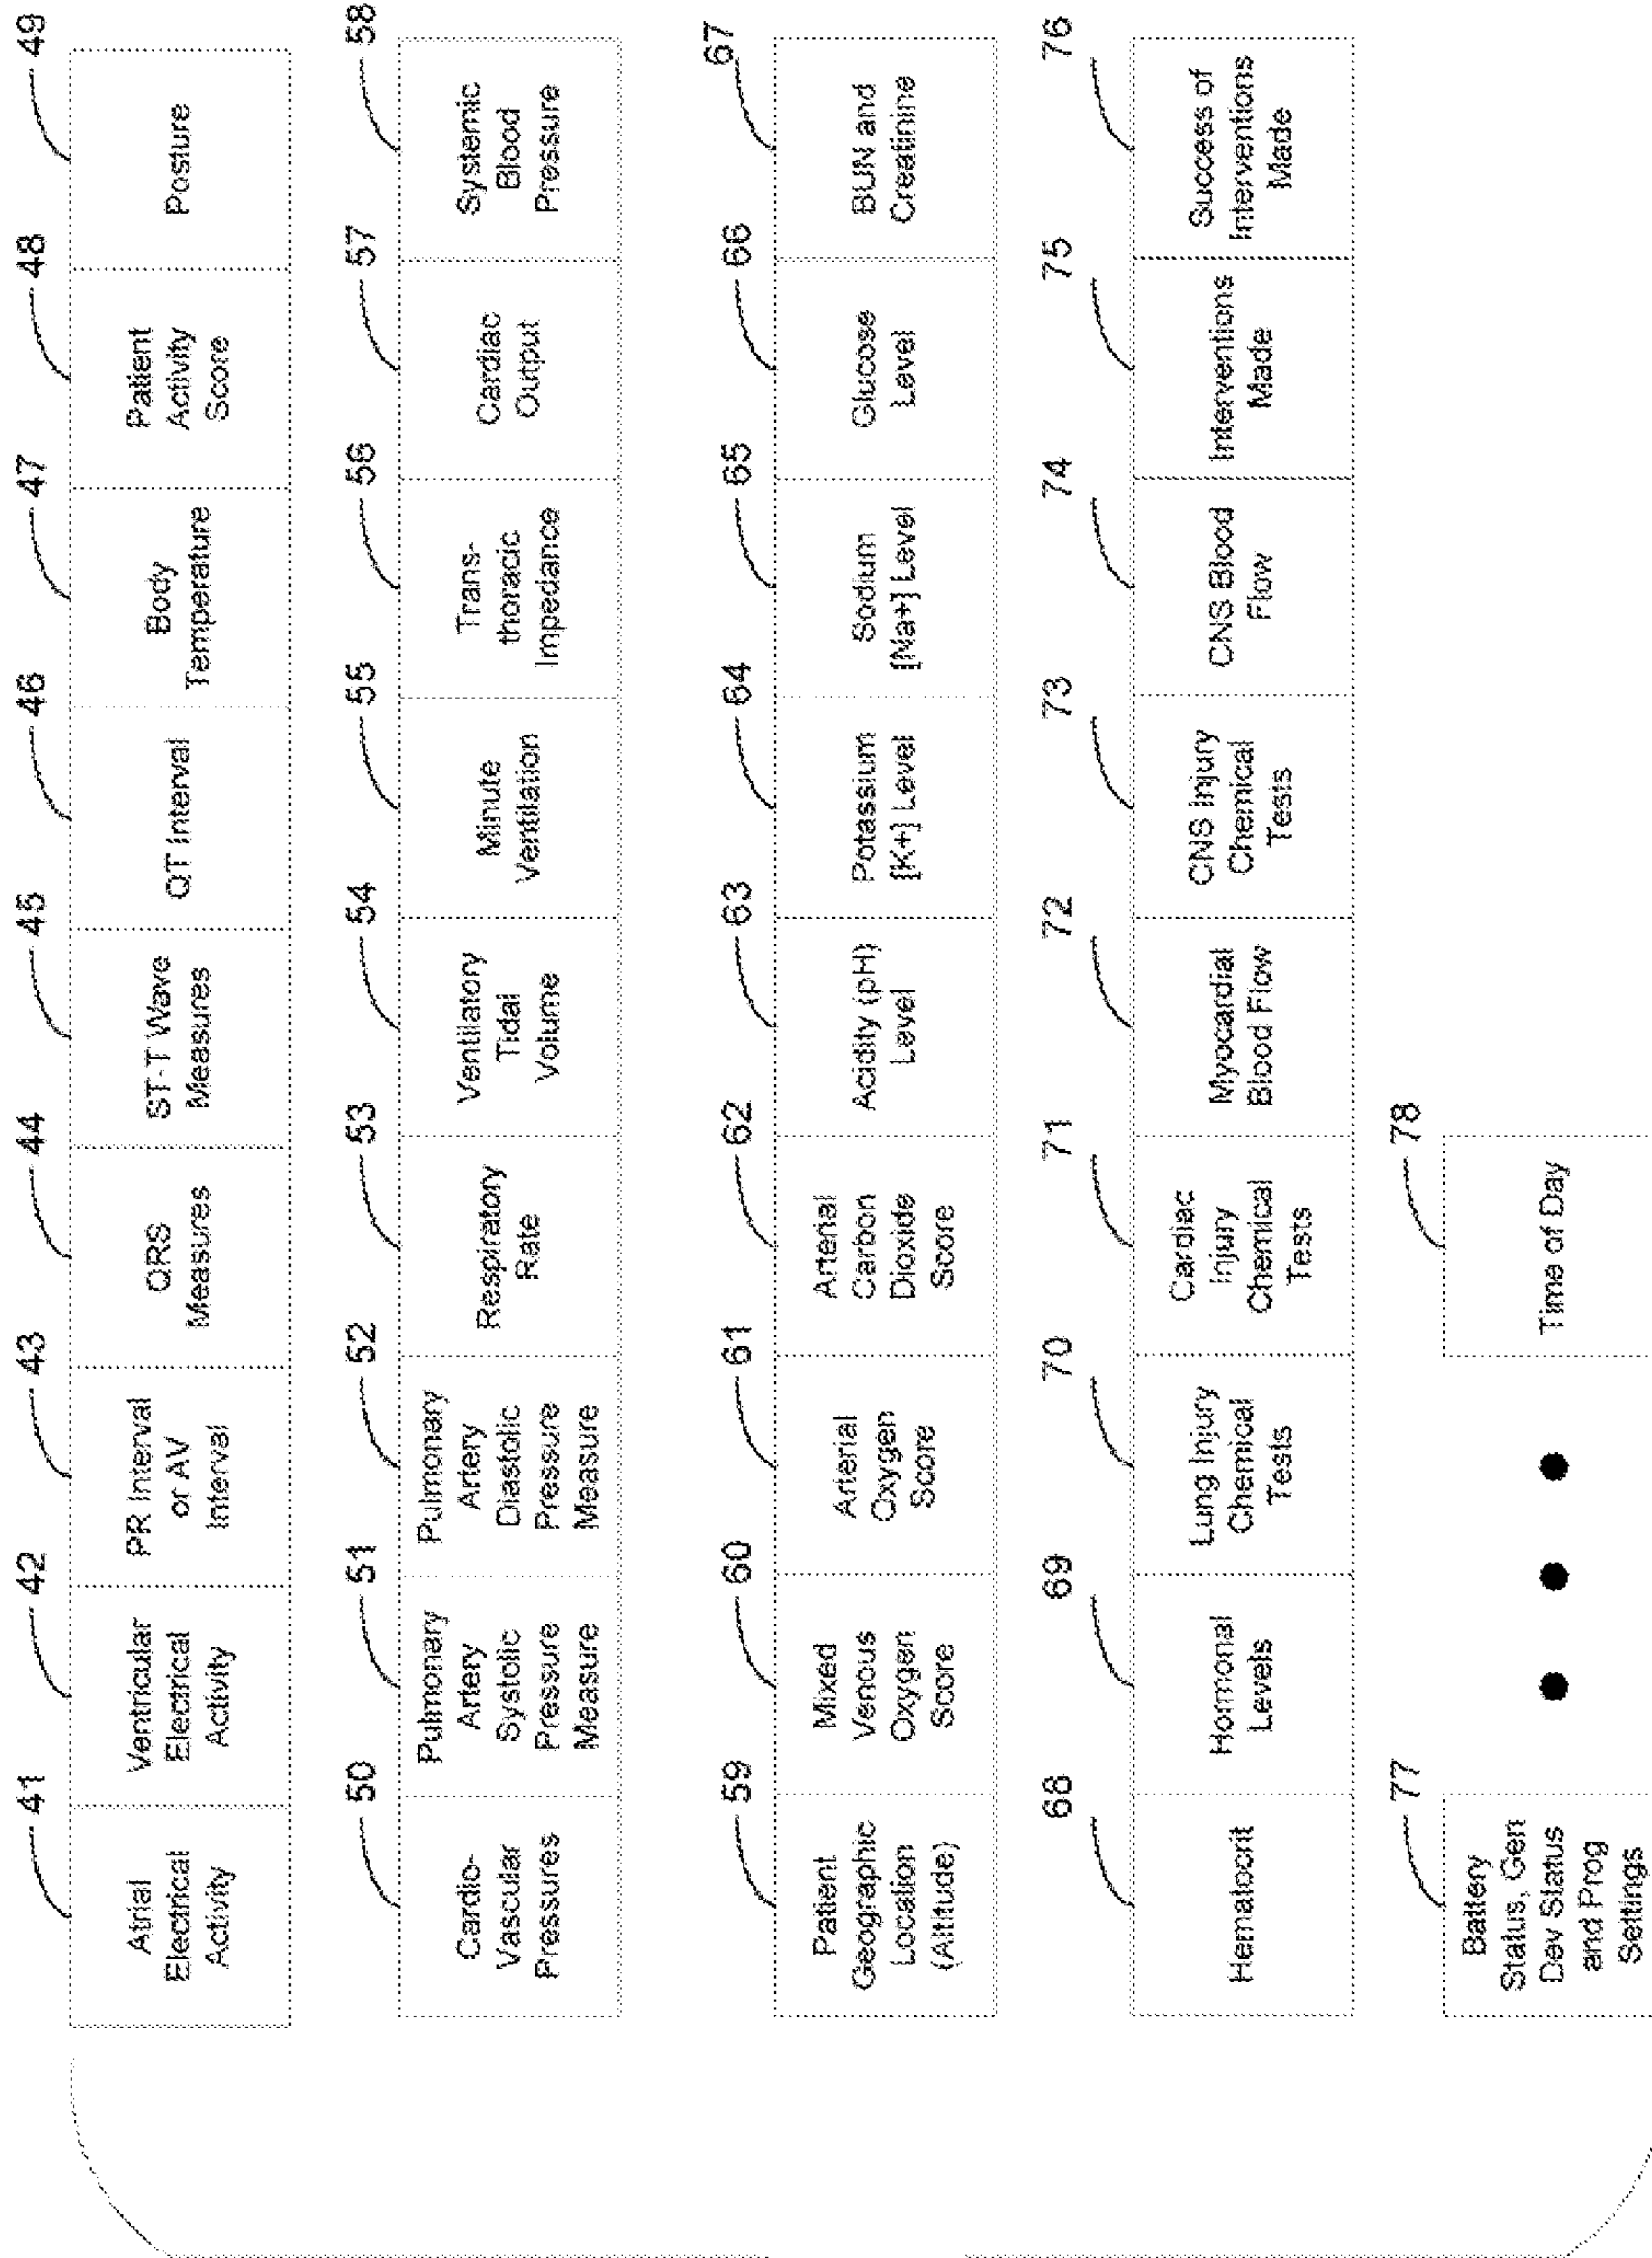 41
Atrial
Electrical
Activity
42
Ventricular
Electrical
Activity
43
PR Interval
or AV
Interval
44
QRS
Measures
45
ST-T Wave
Measures
46
QT Interval
47
Body
Temperature
48
Patient
Activity
Score
49
Posture
50
Cardio-
Vascular
Pressures
51
Pulmonary
Artery
Systolic
Pressure
Measure
52
Pulmonary
Artery
Diastolic
Pressure
Measure
53
Respiratory
Rate
54
Ventilatory
Tidal
Volume
55
Minute
Ventilation
56
Trans-
thoracic
Impedance
57
Cardiac
Output
58
Systemic
Blood
Pressure
59
Patient
Geographic
Location
(Altitude)
60
Mixed
Venous
Oxygen
Score
61
Arterial
Oxygen
Score
62
Arterial
Carbon
Dioxide
Score
63
Acidity (pH)
Level
64
Potassium
[K+] Level
65
Sodium
[Na+] Level
66
Glucose
Level
67
BUN and
Creatinine
68
Hematocrit
69
Hormonal
Levels
70
Lung Injury
Chemical
Tests
71
Cardiac
Injury
Chemical
Tests
72
Myocardial
Blood Flow
73
CNS Injury
Chemical
Tests
74
CNS Blood
Flow
75
Interventions
Made
76
Success of
Interventions
Made
77
Battery
Status, Gen
Dev Status
and Prog
Settings
78
Time of Day